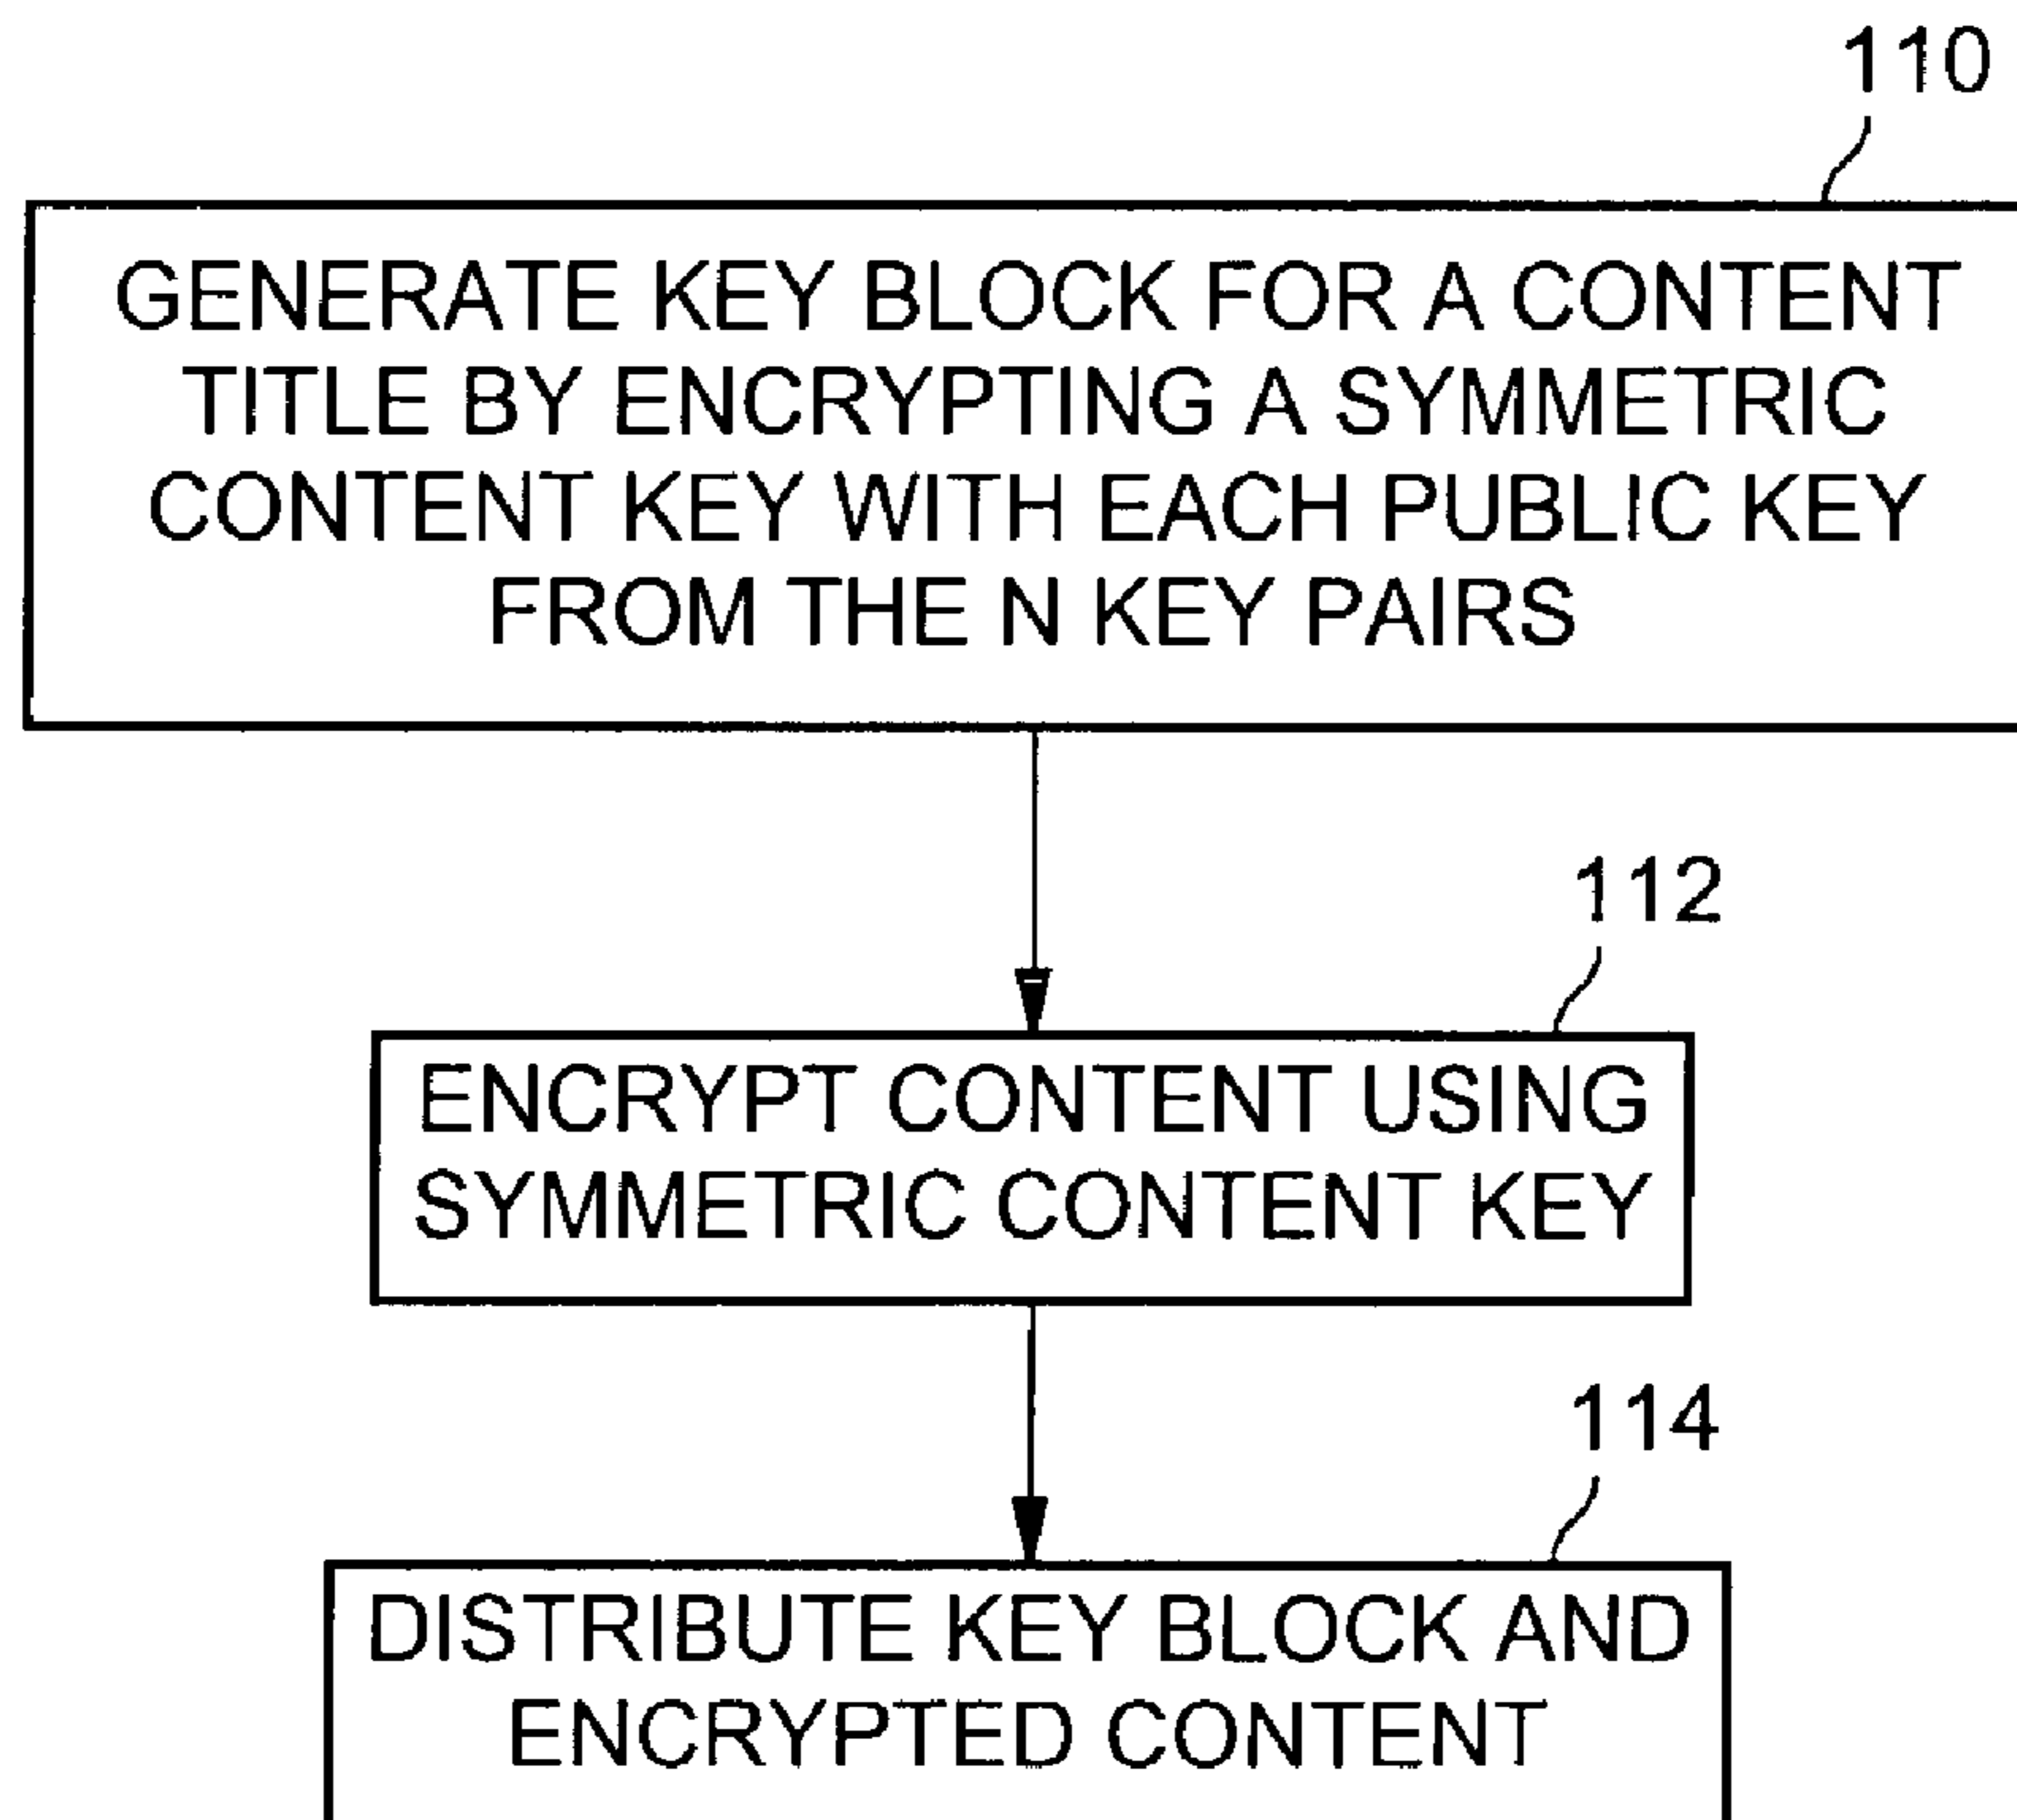 110
GENERATE KEY BLOCK FOR A CONTENT
TITLE BY ENCRYPTING A SYMMETRIC
CONTENT KEY WITH EACH PUBLIC KEY
FROM THE N KEY PAIRS
112
ENCRYPT CONTENT USING
SYMMETRIC CONTENT KEY
114
DISTRIBUTE KEY BLOCK AND
ENCRYPTED CONTENT